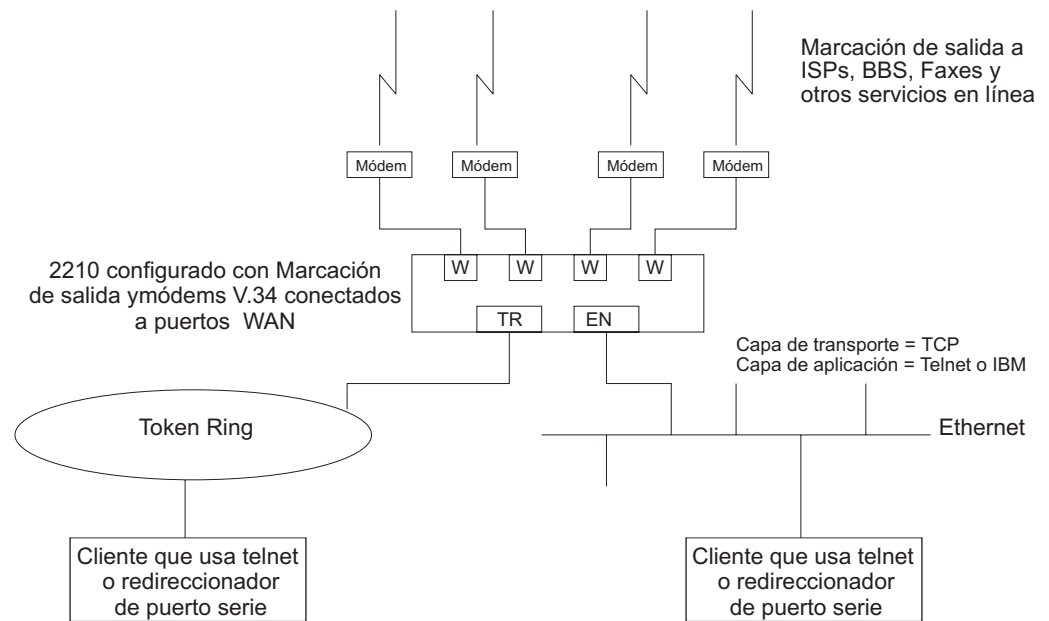 Marcación de salida a
ISPs, BBS, Faxes y
otros servicios en línea
Módem
Módem
Módem
Módem
W
W
W
W
2210 configurado con Marcación
de salida ymódems V.34 conectados
a puertos WAN
TR
EN
Capa de transporte = TCP
Capa de aplicación = Telnet o IBM
Token Ring
Ethernet
Cliente que usa telnet
o redireccionador
de puerto serie
Cliente que usa telnet
o redireccionador
de puerto serie